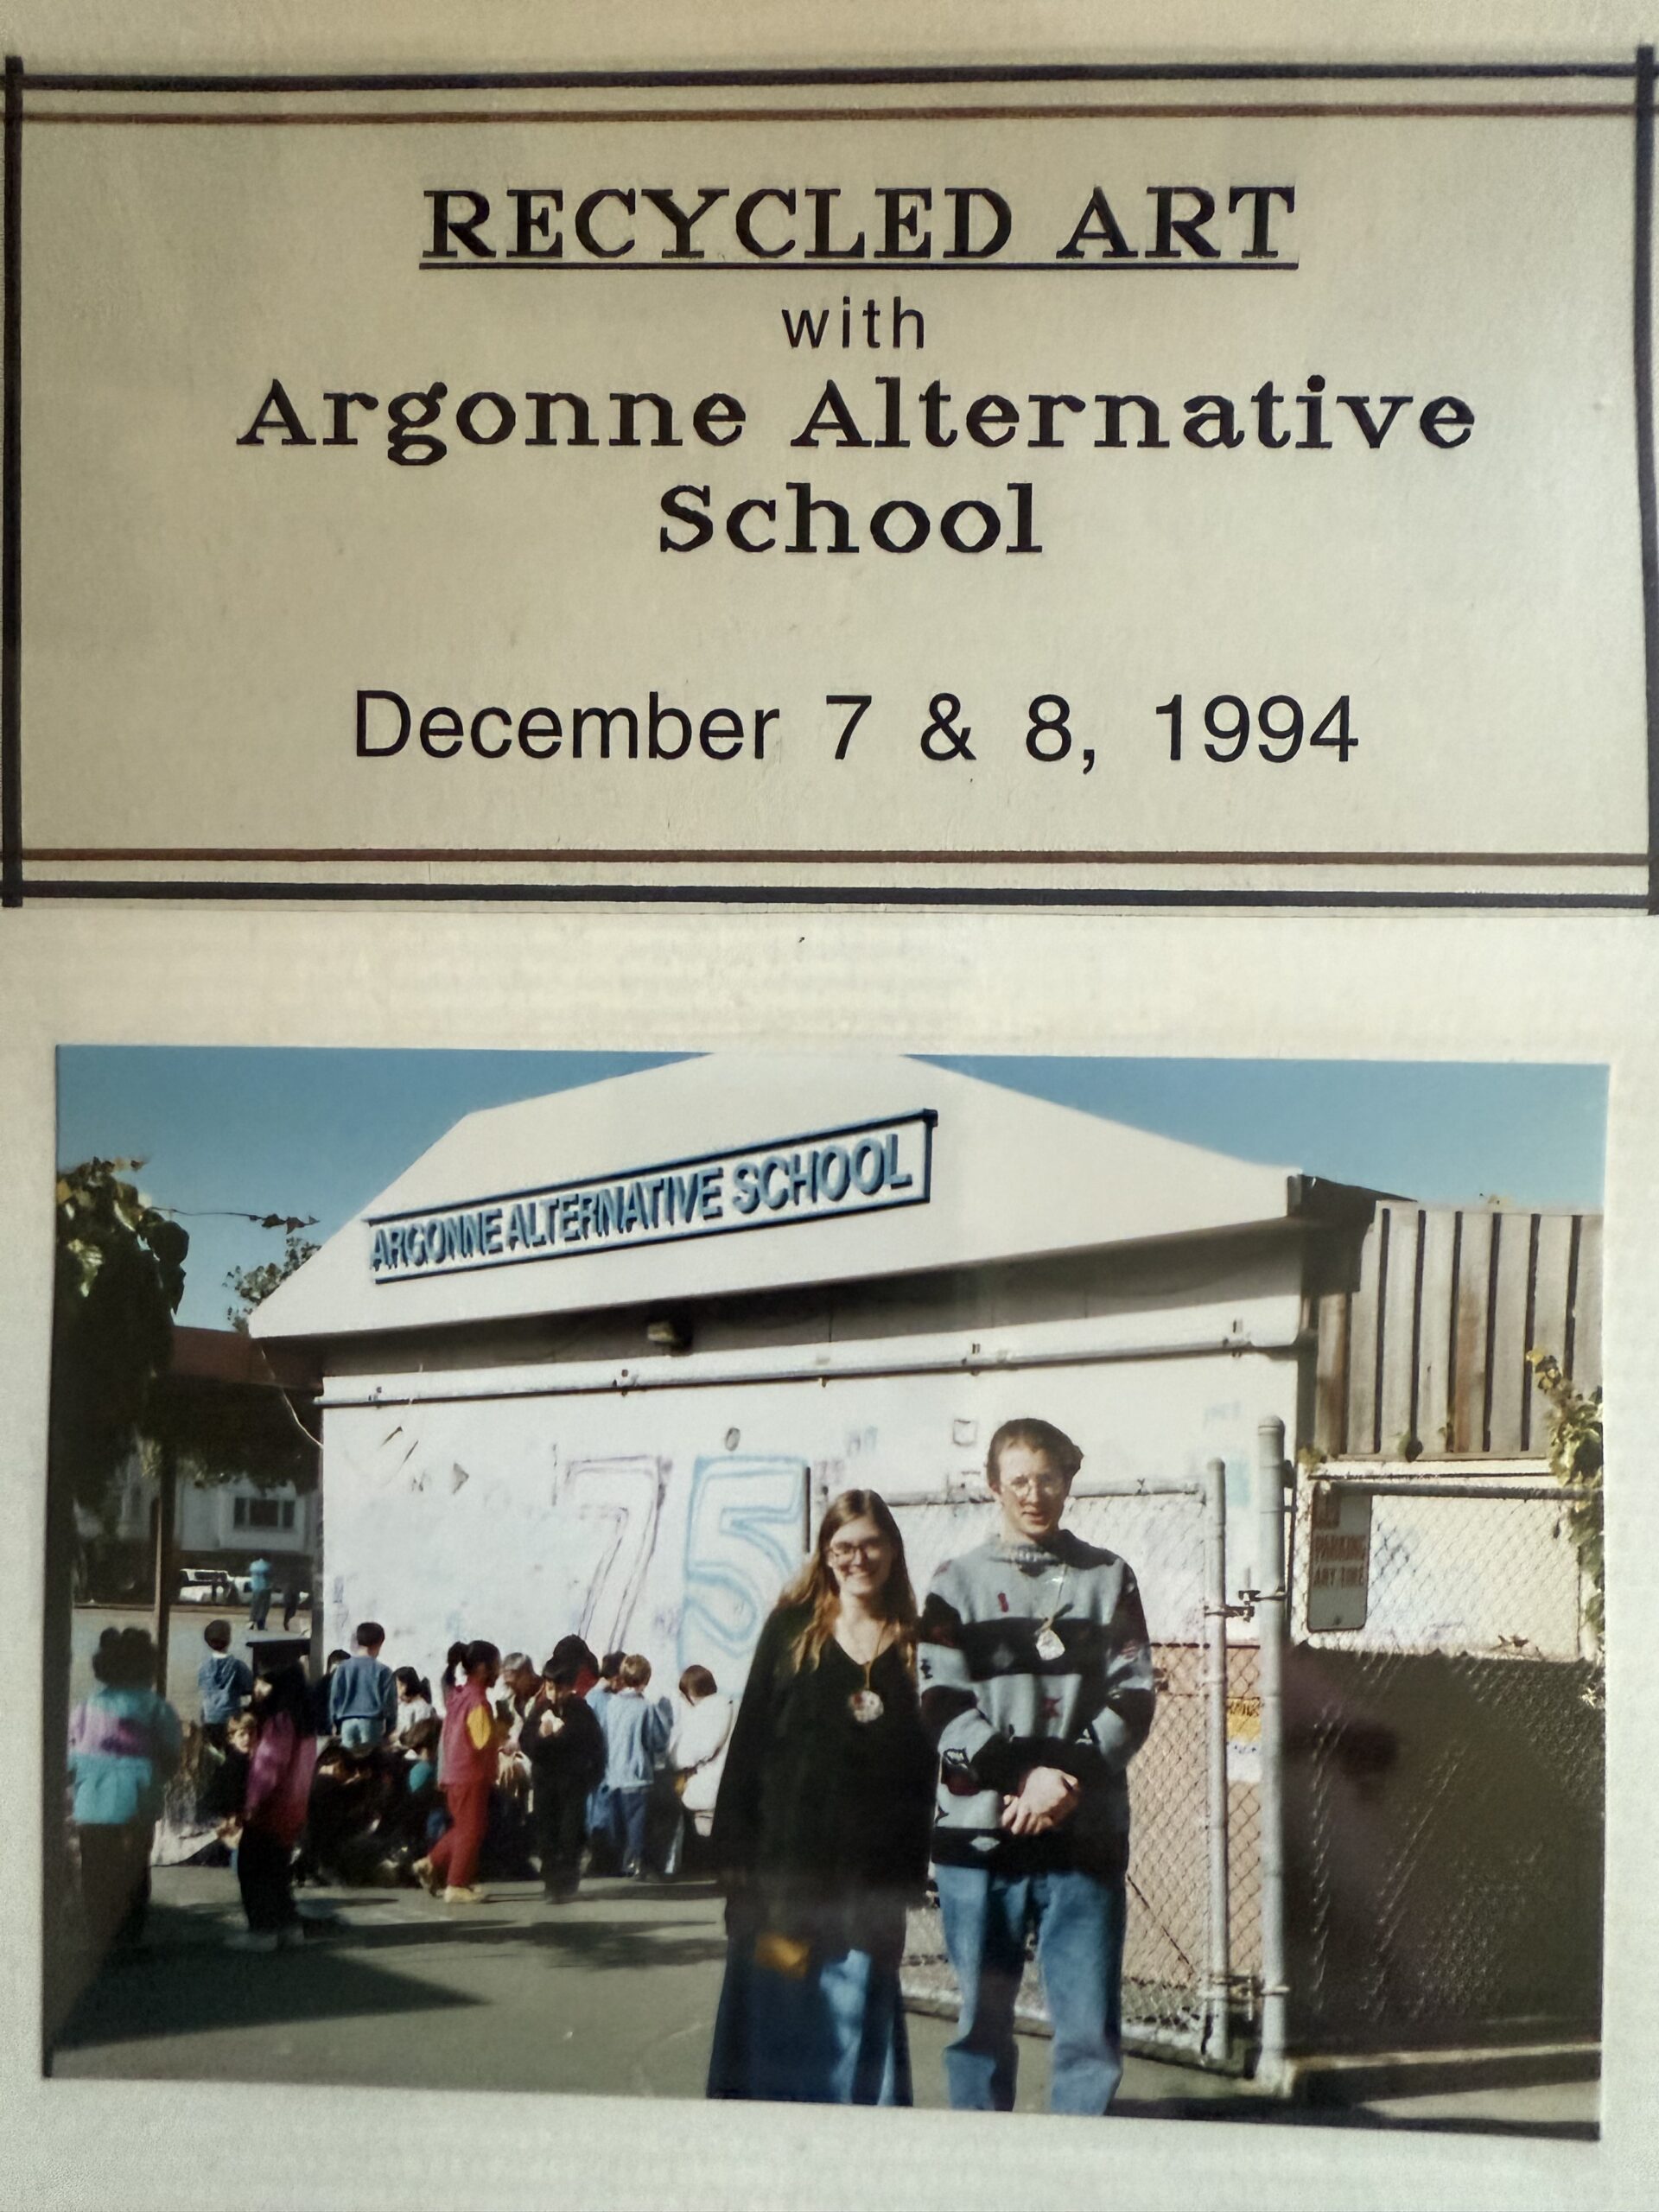 RECYCLED ART
with
Argonne Alternative
School
December 7 & 8, 1994
ARGONNE ALTERNATIVE SCHOOL
75
PARKING
ANY TIME